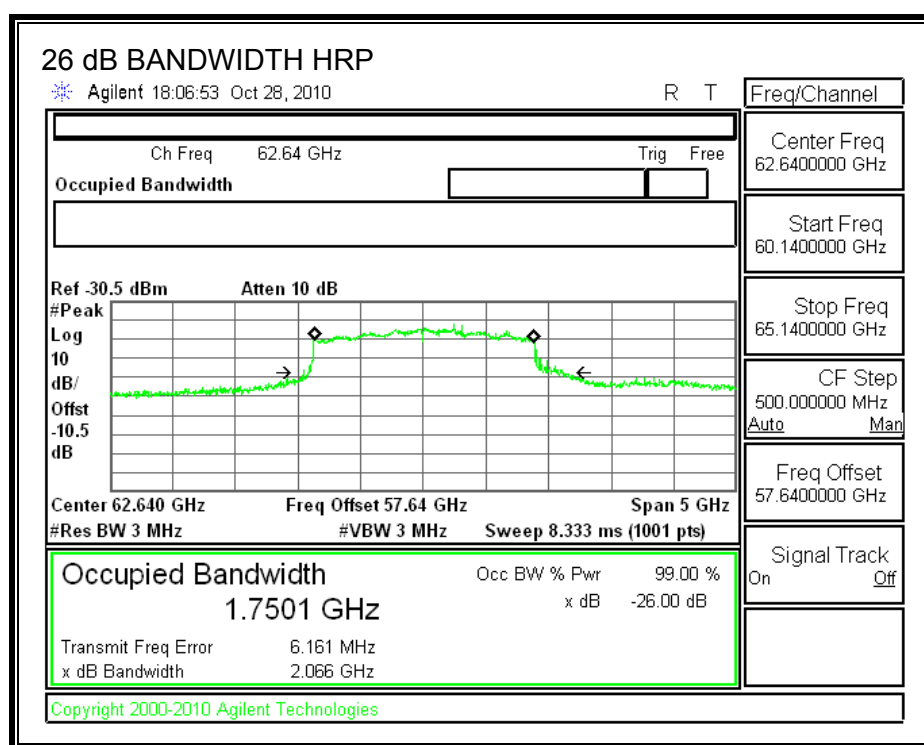 26 dB BANDWIDTH HRP
Agilent 18:06:53 Oct 28, 2010 R T
Freq/Channel
Ch Freq 62.64 GHz Trig Free
Occupied Bandwidth
Center Freq
62.6400000 GHz
Start Freq
60.1400000 GHz
Stop Freq
65.1400000 GHz
CF Step
500.000000 MHz
Auto Man
Freq Offset
57.6400000 GHz
Signal Track
On Off
Ref -30.5 dBm Atten 10 dB
#Peak
Log
10
dB/
Offst
-10.5
dB
Center 62.640 GHz Freq Offset 57.64 GHz Span 5 GHz
#Res BW 3 MHz #VBW 3 MHz Sweep 8.333 ms (1001 pts)
Occupied Bandwidth Occ BW % Pwr 99.00 %
1.7501 GHz x dB -26.00 dB
Transmit Freq Error 6.161 MHz
x dB Bandwidth 2.066 GHz
Copyright 2000-2010 Agilent Technologies